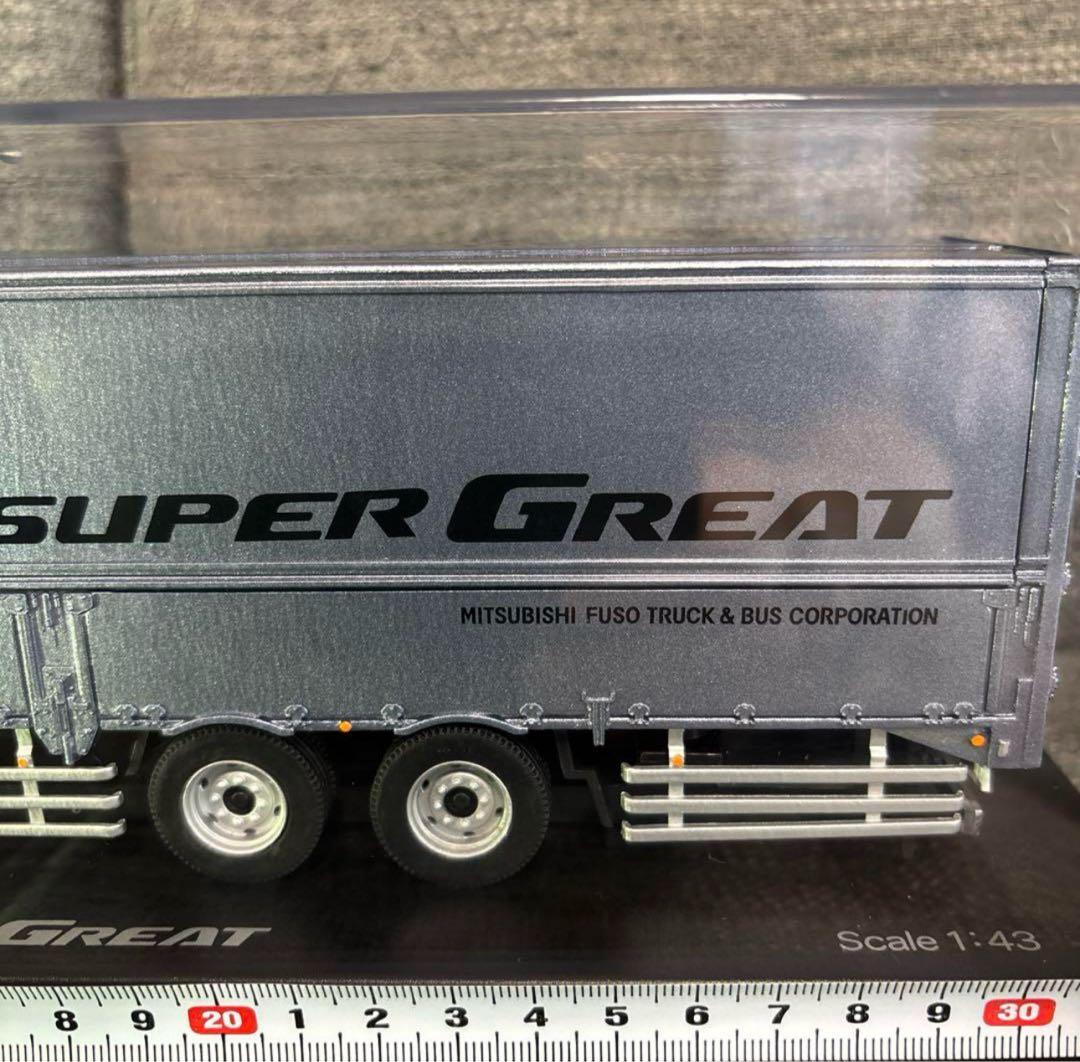 SUPER GREAT
MITSUBISHI FUSO TRUCK & BUS CORPORATION
GREAT
Scale 1:43
8 9 20 1 2 3 4 5 6 7 8 9 30